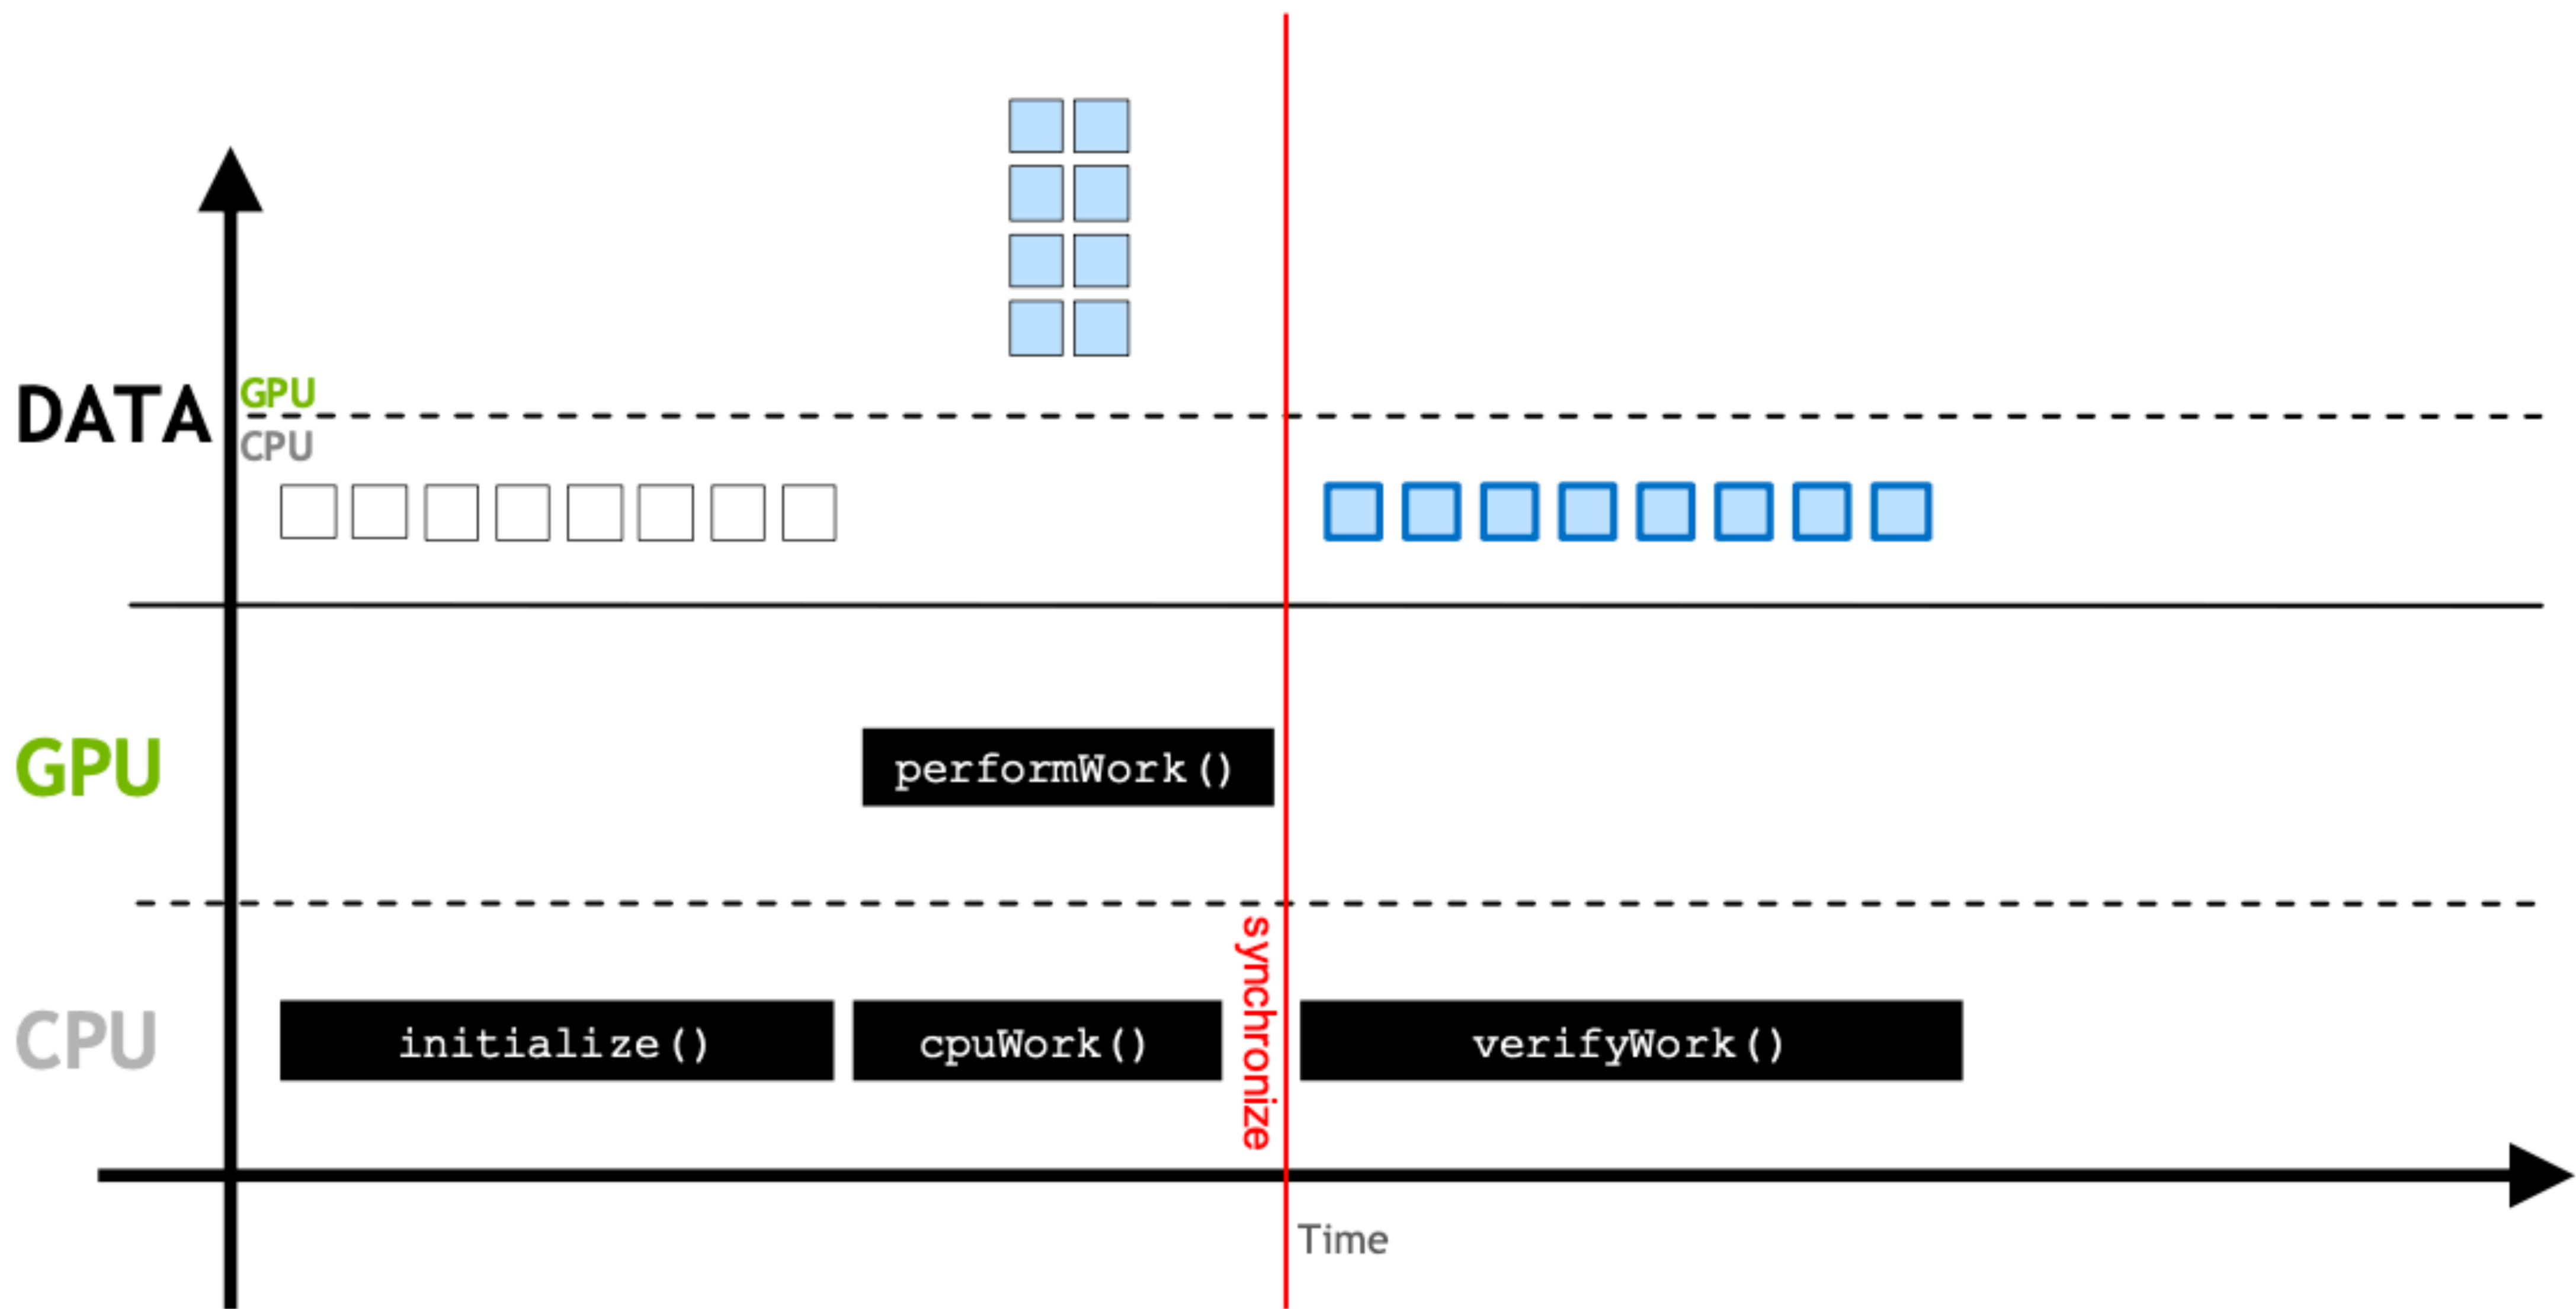 GPU
DATA
CPU
GPU
performWork()
synchronize
CPU
initialize()
cpuWork()
verifyWork()
Time